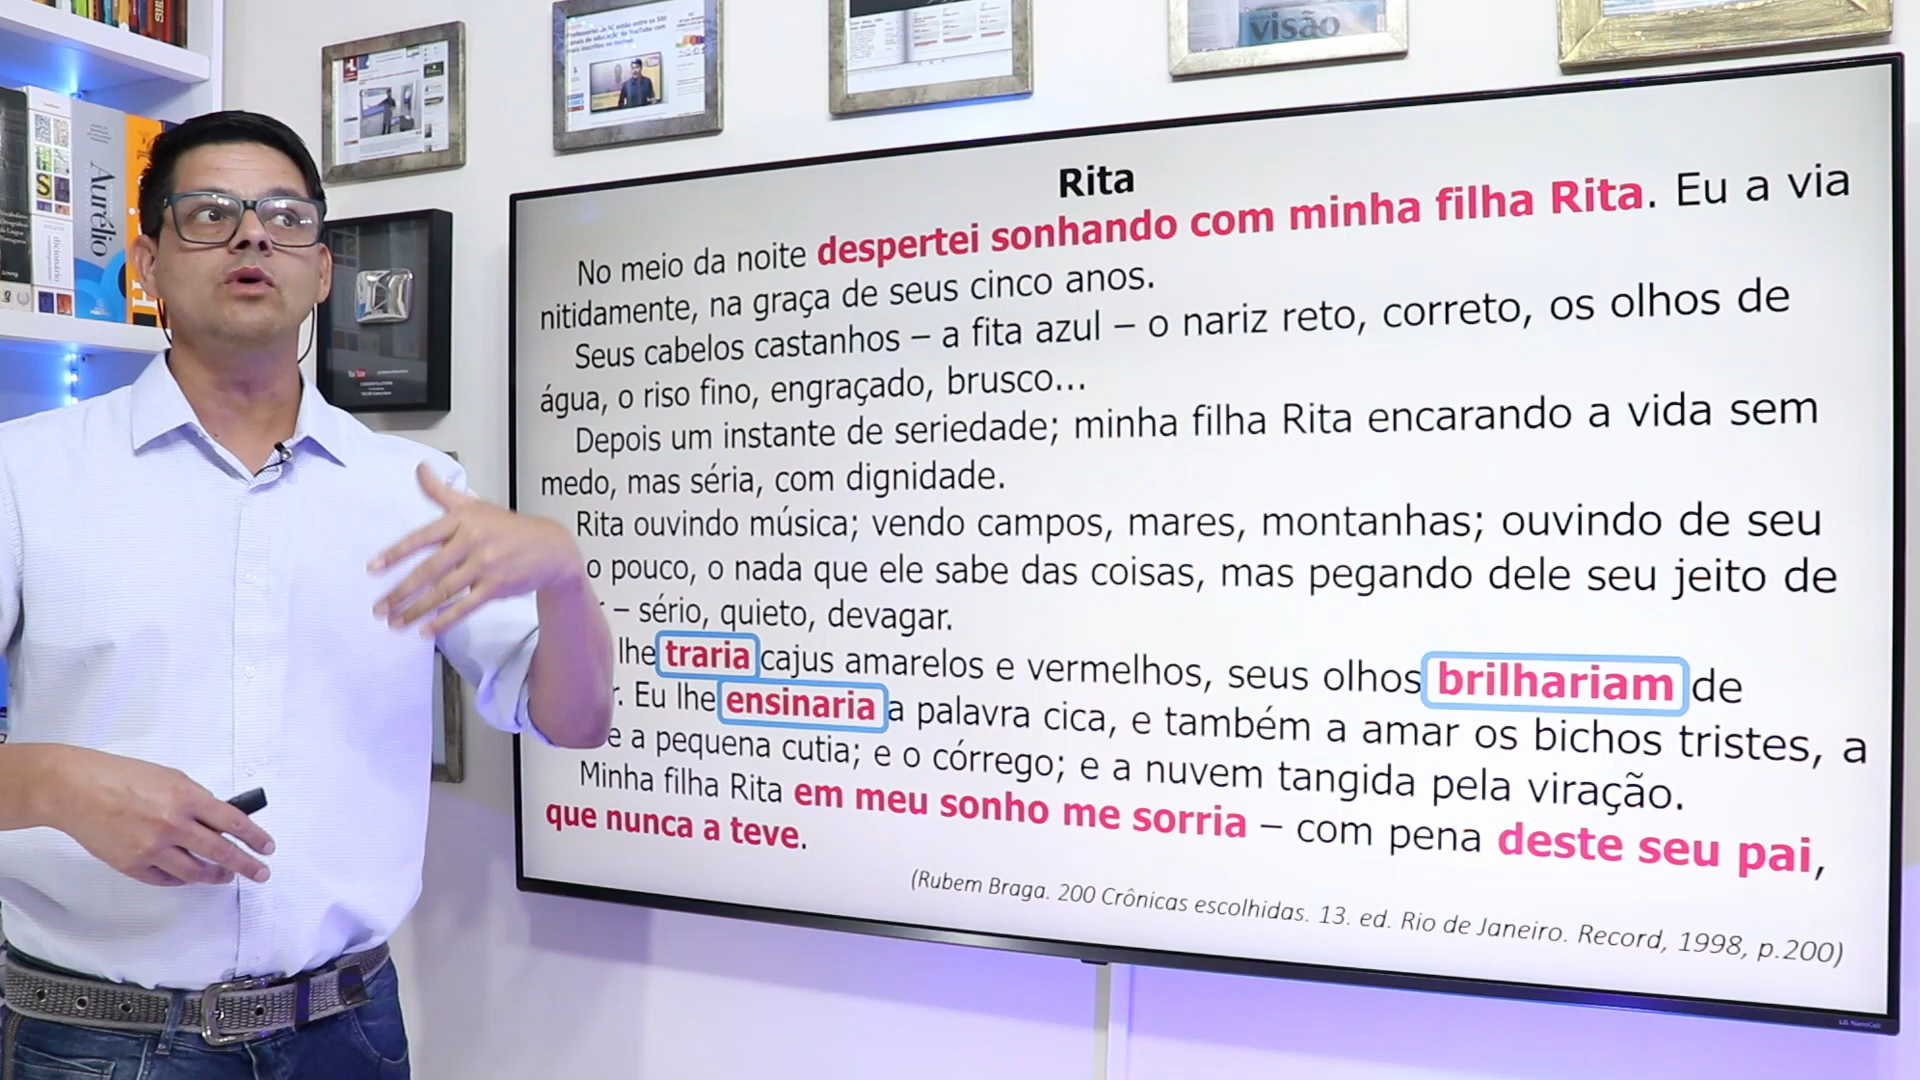 Rita
No meio da noite despertei sonhando com minha filha Rita. Eu a via
nitidamente, na graça de seus cinco anos.
Seus cabelos castanhos – a fita azul – o nariz reto, correto, os olhos de
água, o riso fino, engraçado, brusco...
Depois um instante de seriedade; minha filha Rita encarando a vida sem
medo, mas séria, com dignidade.
Rita ouvindo música; vendo campos, mares, montanhas; ouvindo de seu
o pouco, o nada que ele sabe das coisas, mas pegando dele seu jeito de
– sério, quieto, devagar.
lhe traria cajus amarelos e vermelhos, seus olhos brilhariam de
. Eu lhe ensinaria a palavra cica, e também a amar os bichos tristes, a
e a pequena cutia; e o córrego; e a nuvem tangida pela viração.
Minha filha Rita em meu sonho me sorria – com pena deste seu pai,
que nunca a teve.
(Rubem Braga. 200 Crônicas escolhidas. 13. ed. Rio de Janeiro. Record, 1998, p.200)
visão
Aurélio
dicionário
2009
YouTube